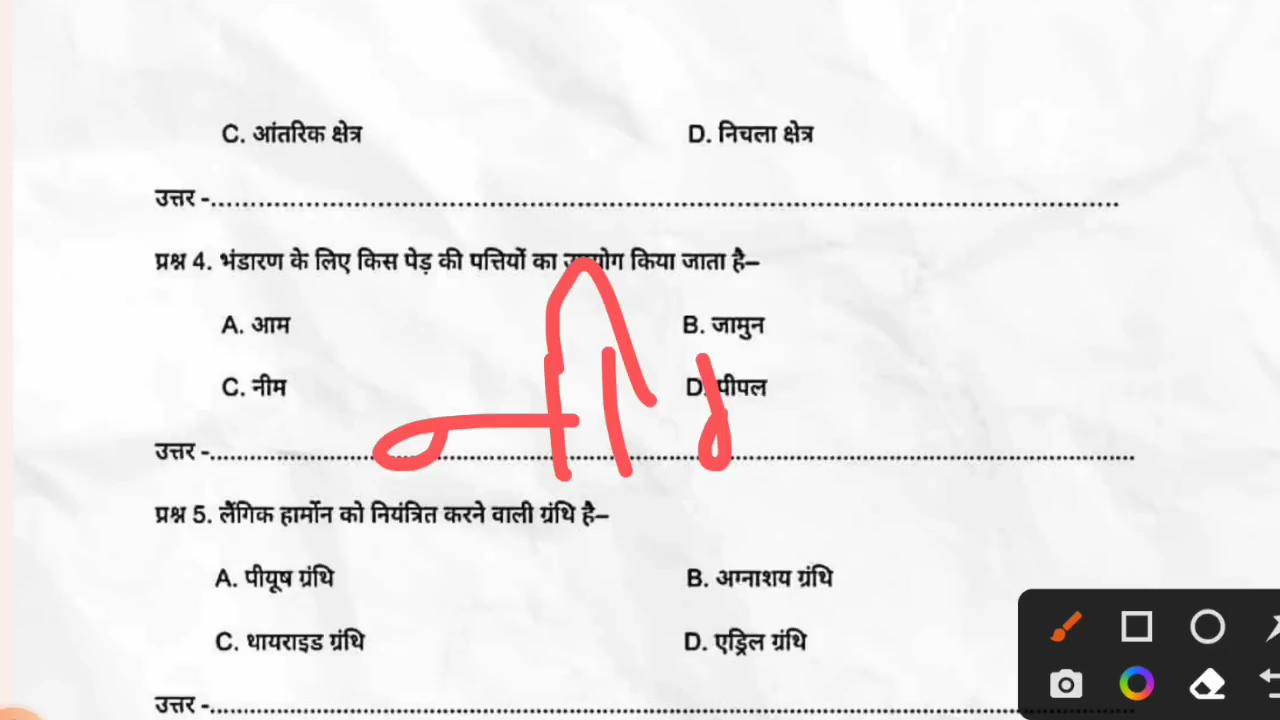 C. आंतरिक क्षेत्र
D. निचला क्षेत्र
उत्तर -................................................................................
प्रश्न 4. भंडारण के लिए किस पेड़ की पत्तियों का उपयोग किया जाता है–
A. आम
B. जामुन
C. नीम
D. पीपल
उत्तर -................................................................................
प्रश्न 5. लैंगिक हार्मोन को नियंत्रित करने वाली ग्रंथि है–
A. पीयूष ग्रंथि
B. अग्नाशय ग्रंथि
C. थायराइड ग्रंथि
D. एड्रिल ग्रंथि
उत्तर -................................................................................